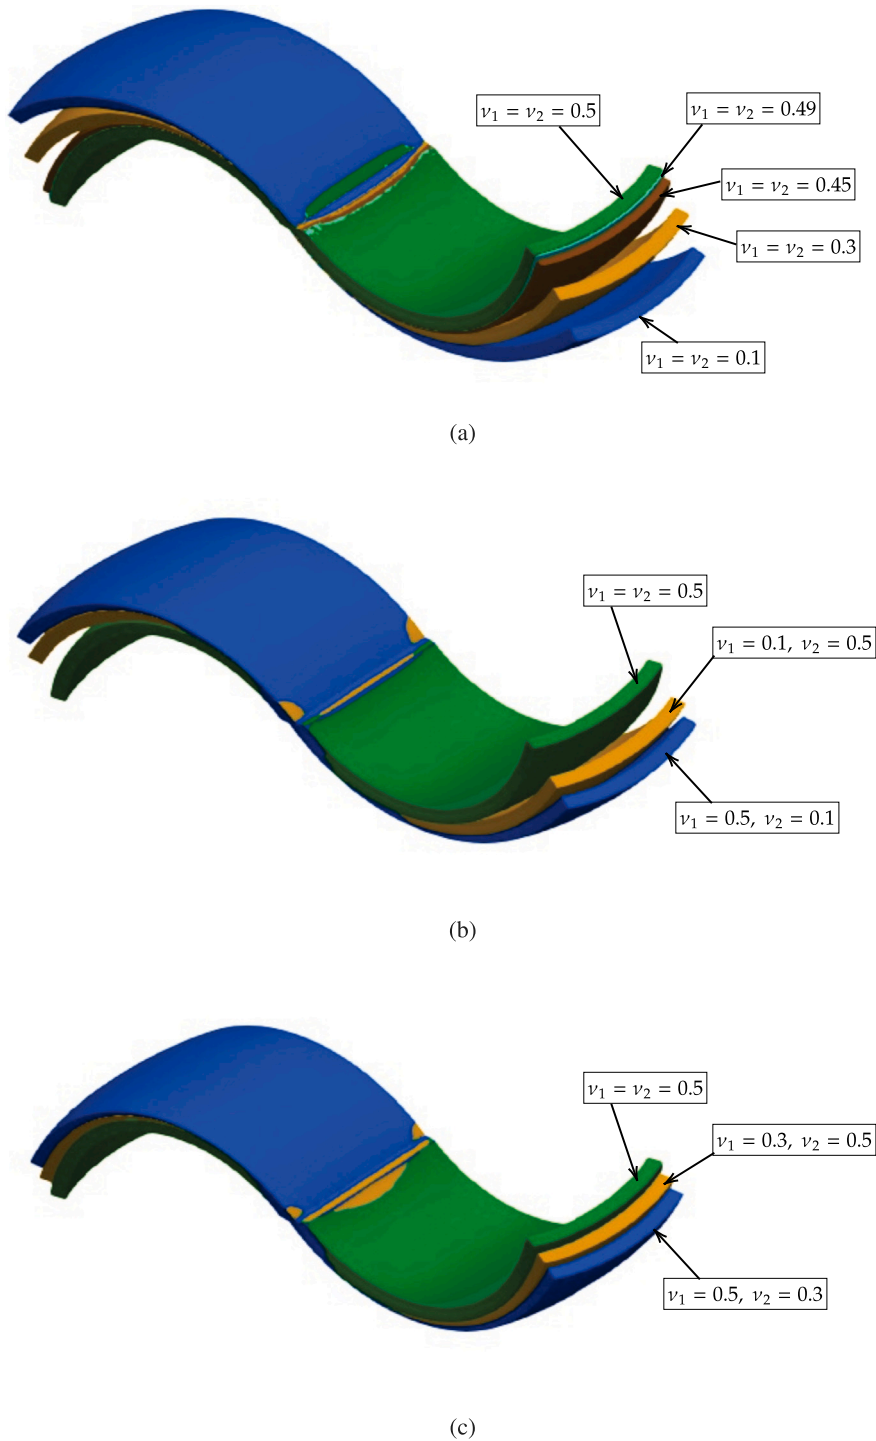 ν₁ = ν₂ = 0.5
ν₁ = ν₂ = 0.49
ν₁ = ν₂ = 0.45
ν₁ = ν₂ = 0.3
ν₁ = ν₂ = 0.1
(a)
ν₁ = ν₂ = 0.5
ν₁ = 0.1, ν₂ = 0.5
ν₁ = 0.5, ν₂ = 0.1
(b)
ν₁ = ν₂ = 0.5
ν₁ = 0.3, ν₂ = 0.5
ν₁ = 0.5, ν₂ = 0.3
(c)